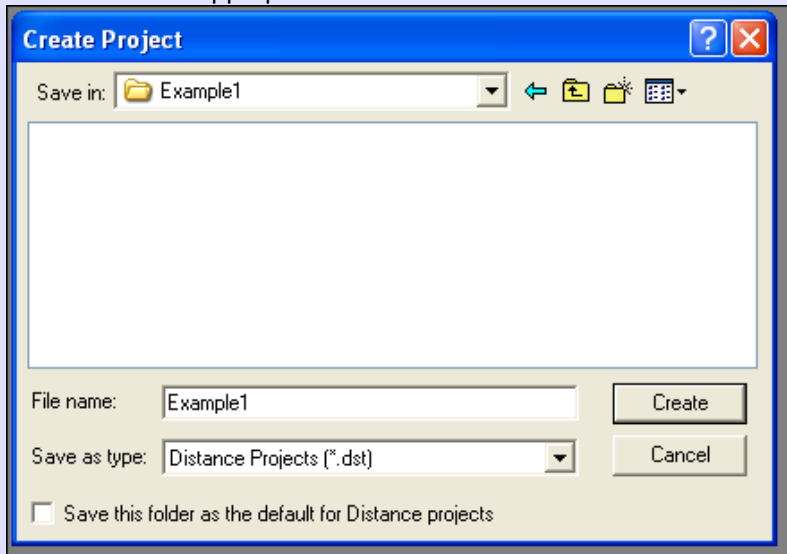 Create Project
Save in: Example1
File name: Example1 Create
Save as type: Distance Projects (*.dst) Cancel
Save this folder as the default for Distance projects